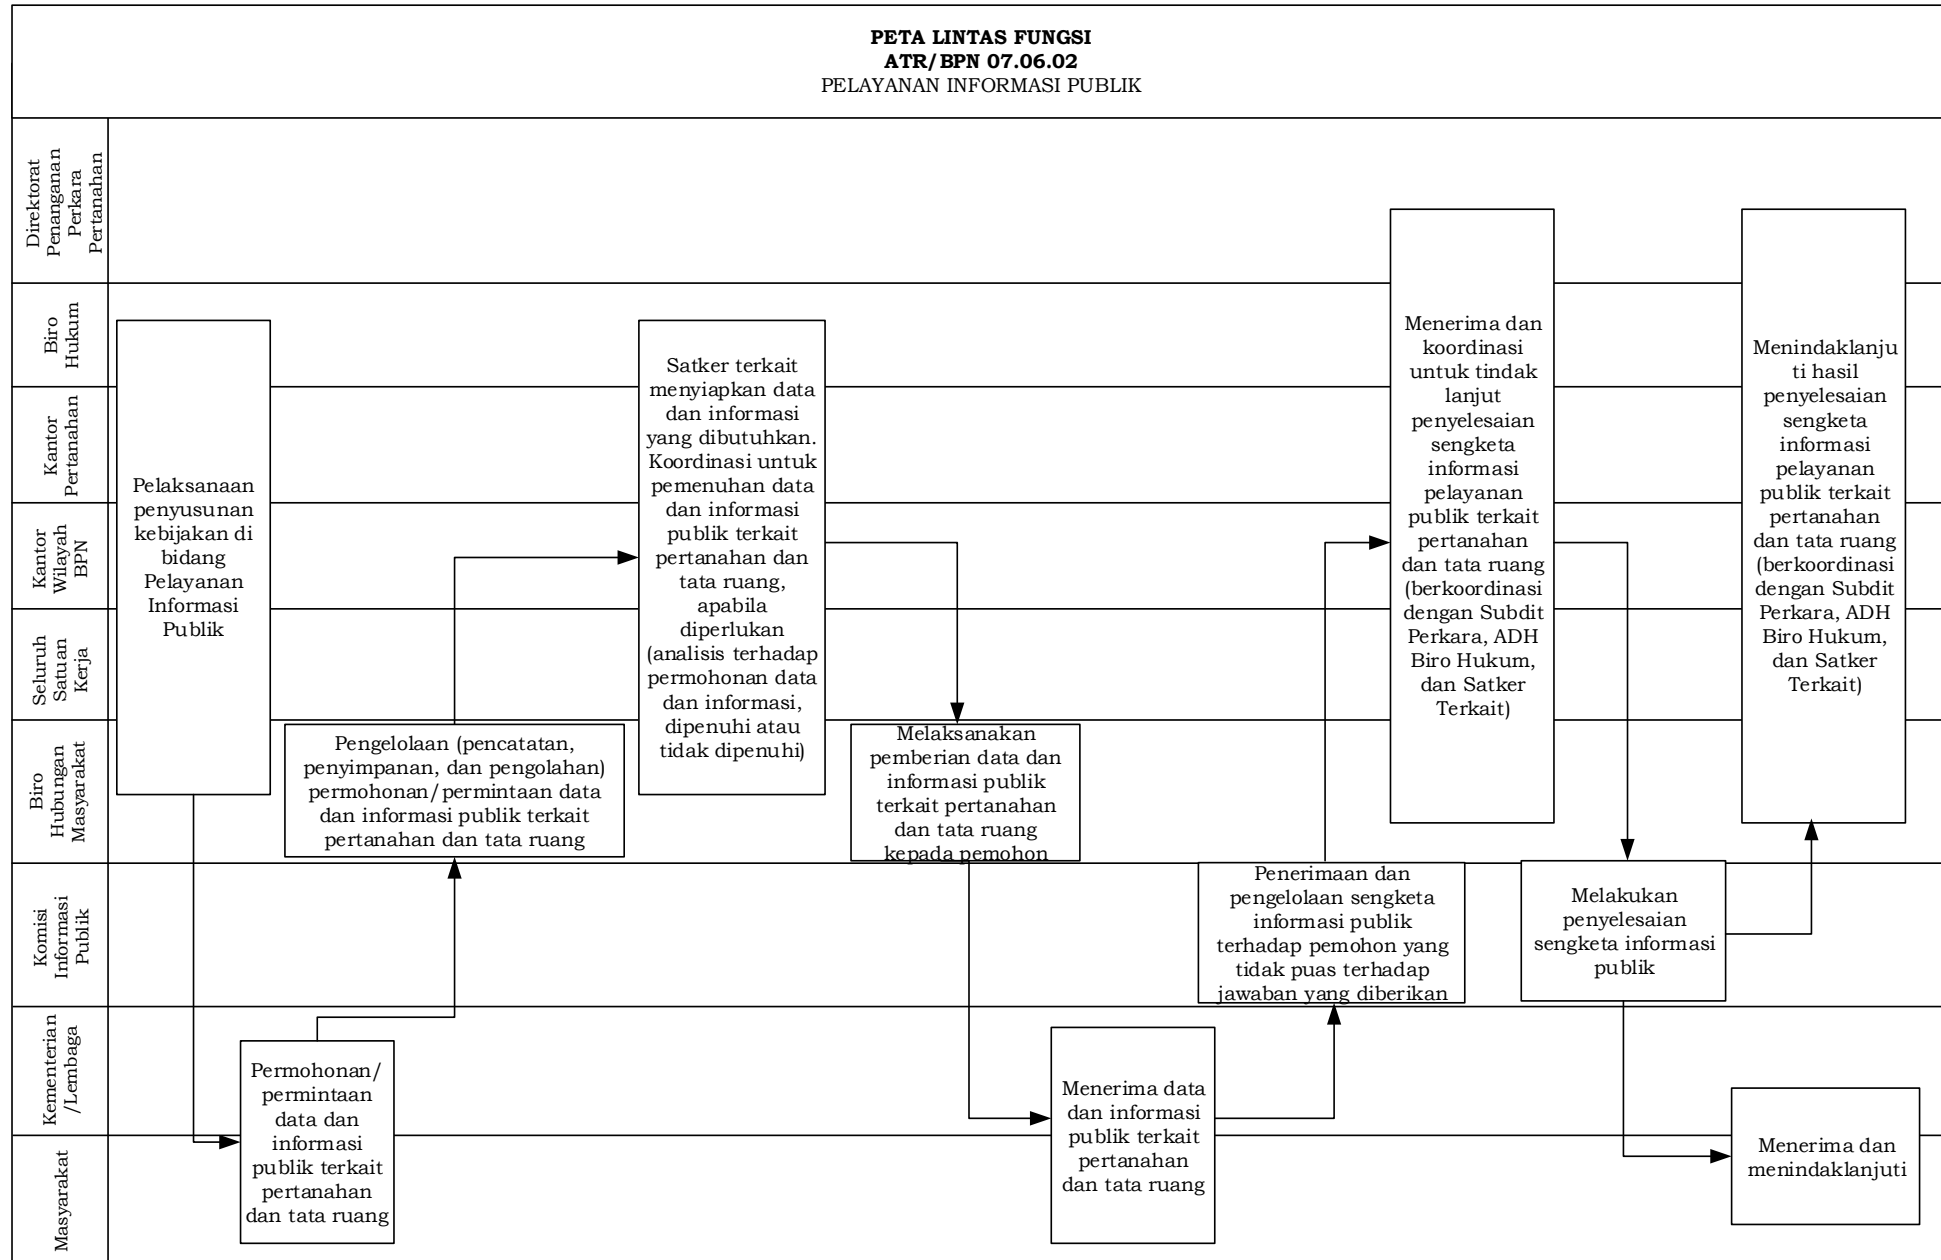 PETA LINTAS FUNGSI
ATR/BPN 07.06.02
PELAYANAN INFORMASI PUBLIK
Direktorat
Penanganan
Perkara
Pertanahan
Biro
Hukum
Kantor
Pertanahan
Kantor
Wilayah
BPN
Seluruh
Satuan
Kerja
Biro
Hubungan
Masyarakat
Komisi
Informasi
Publik
Kementerian
/Lembaga
Masyarakat
Pelaksanaan
penyusunan
kebijakan di
bidang
Pelayanan
Informasi
Publik
Permohonan/
permintaan
data dan
informasi
publik terkait
pertanahan
dan tata ruang
Pengelolaan (pencatatan,
penyimpanan, dan pengolahan)
permohonan/permintaan data
dan informasi publik terkait
pertanahan dan tata ruang
Satker terkait
menyiapkan data
dan informasi
yang dibutuhkan.
Koordinasi untuk
pemenuhan data
dan informasi
publik terkait
pertanahan dan
tata ruang,
apabila
diperlukan
(analisis terhadap
permohonan data
dan informasi,
dipenuhi atau
tidak dipenuhi)
Melaksanakan
pemberian data dan
informasi publik
terkait pertanahan
dan tata ruang
kepada pemohon
Menerima data
dan informasi
publik terkait
pertanahan
dan tata ruang
Penerimaan dan
pengelolaan sengketa
informasi publik
terhadap pemohon yang
tidak puas terhadap
jawaban yang diberikan
Menerima dan
koordinasi
untuk tindak
lanjut
penyelesaian
sengketa
informasi
pelayanan
publik terkait
pertanahan
dan tata ruang
(berkoordinasi
dengan Subdit
Perkara, ADH
Biro Hukum,
dan Satker
Terkait)
Melakukan
penyelesaian
sengketa informasi
publik
Menindaklanju
ti hasil
penyelesaian
sengketa
informasi
pelayanan
publik terkait
pertanahan
dan tata ruang
(berkoordinasi
dengan Subdit
Perkara, ADH
Biro Hukum,
dan Satker
Terkait)
Menerima dan
menindaklanjuti